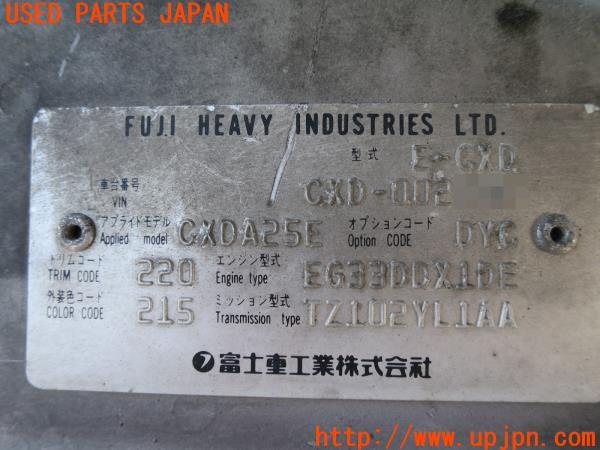 USED PARTS JAPAN
FUJI HEAVY INDUSTRIES LTD.
型式 E-CXD
車台番号 VIN CXD-002
アプライドモデル Applied model CXDA25E オプションコード Option CODE DYC
トリムコード TRIM CODE 220 エンジン型式 Engine type EG33DDX1DE
外装色コード COLOR CODE 215 ミッション型式 Transmission type TZ102YL1AA
富士重工業株式会社
Parts Japan Co. http://www.upjpn.com